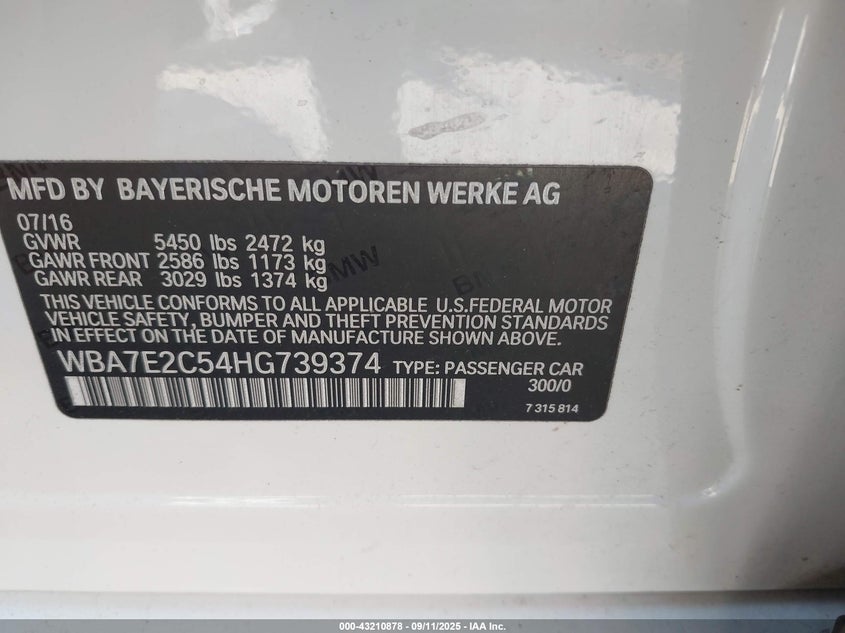 MFD BY BAYERISCHE MOTOREN WERKE AG
07/16
GVWR 5450 lbs 2472 kg
GAWR FRONT 2586 lbs 1173 kg
GAWR REAR 3029 lbs 1374 kg
THIS VEHICLE CONFORMS TO ALL APPLICABLE U.S.FEDERAL MOTOR
VEHICLE SAFETY, BUMPER AND THEFT PREVENTION STANDARDS
IN EFFECT ON THE DATE OF MANUFACTURE SHOWN ABOVE.
WBA7E2C54HG739374 TYPE: PASSENGER CAR
300/0
7 315 814
000-43210878 - 09/11/2025 - IAA Inc.